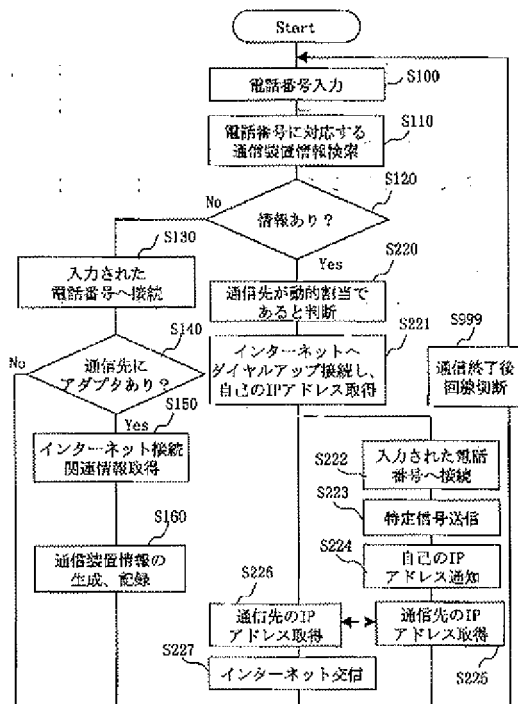 Start
電話番号入力
S100
電話番号に対応する
通信装置情報検索
S110
情報あり？
S120
No
Yes
S130
入力された
電話番号へ接続
S220
通信先が動的割当で
あると判断
S140
通信先に
アダプタあり？
No
Yes
S221
インターネットへ
ダイヤルアップ接続し、
自己のIPアドレス取得
S999
通信終了後
回線切断
S150
インターネット接続
関連情報取得
S222
入力された電話
番号へ接続
S223
特定信号送信
S160
通信装置情報の
生成、記録
S224
自己のIP
アドレス通知
S226
通信先のIP
アドレス取得
通信先のIP
アドレス取得
S225
S227
インターネット交信